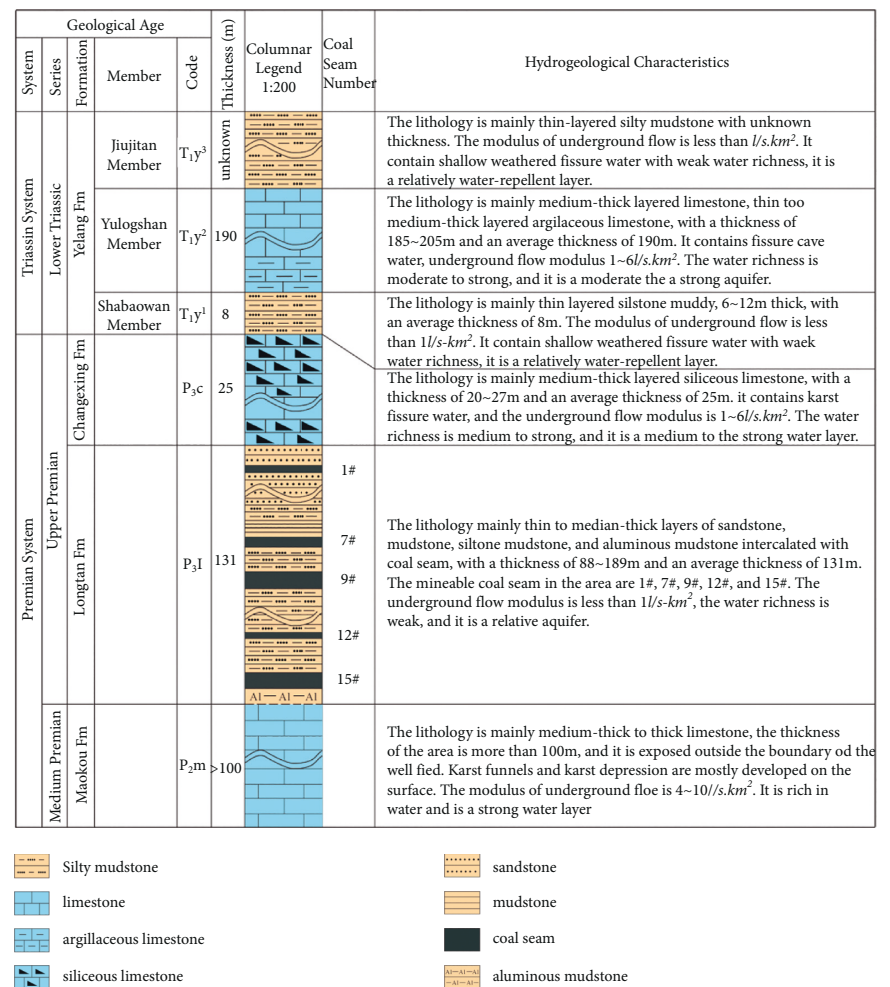 Geological Age
System
Series
Formation
Member
Code
Thickness (m)
Columnar
Legend
1:200
Coal
Seam
Number
Hydrogeological Characteristics
Triassin System
Lower Triassic
Yelang Fm
Jiujitan
Member
T₁y³
unknown
The lithology is mainly thin-layered silty mudstone with unknown
thickness. The modulus of underground flow is less than l/s.km². It
contain shallow weathered fissure water with weak water richness, it is
a relatively water-repellent layer.
Yulogshan
Member
T₁y²
190
The lithology is mainly medium-thick layered limestone, thin too
medium-thick layered argilaceous limestone, with a thickness of
185~205m and an average thickness of 190m. It contains fissure cave
water, underground flow modulus 1~6l/s.km². The water richness is
moderate to strong, and it is a moderate the a strong aquifer.
Shabaowan
Member
T₁y¹
8
The lithology is mainly thin layered silstone muddy, 6~12m thick, with
an average thickness of 8m. The modulus of underground flow is less
than 1l/s-km². It contain shallow weathered fissure water with waek
water richness, it is a relatively water-repellent layer.
Premian System
Upper Premian
Changexing Fm
P₃c
25
The lithology is mainly medium-thick layered siliceous limestone, with a
thickness of 20~27m and an average thickness of 25m. it contains karst
fissure water, and the underground flow modulus is 1~6l/s.km². The water
richness is medium to strong, and it is a medium to the strong water layer.
Longtan Fm
P₃I
131
1#
7#
9#
12#
15#
Al — Al — Al
The lithology mainly thin to median-thick layers of sandstone,
mudstone, siltone mudstone, and aluminous mudstone intercalated with
coal seam, with a thickness of 88~189m and an average thickness of 131m.
The mineable coal seam in the area are 1#, 7#, 9#, 12#, and 15#. The
underground flow modulus is less than 1l/s-km², the water richness is
weak, and it is a relative aquifer.
Medium Premian
Maokou Fm
P₂m
>100
The lithology is mainly medium-thick to thick limestone, the thickness
of the area is more than 100m, and it is exposed outside the boundary od the
well fied. Karst funnels and karst depression are mostly developed on the
surface. The modulus of underground floe is 4~10//s.km². It is rich in
water and is a strong water layer
Silty mudstone
limestone
argillaceous limestone
siliceous limestone
sandstone
mudstone
coal seam
Al—Al—Al
—Al—Al—
aluminous mudstone